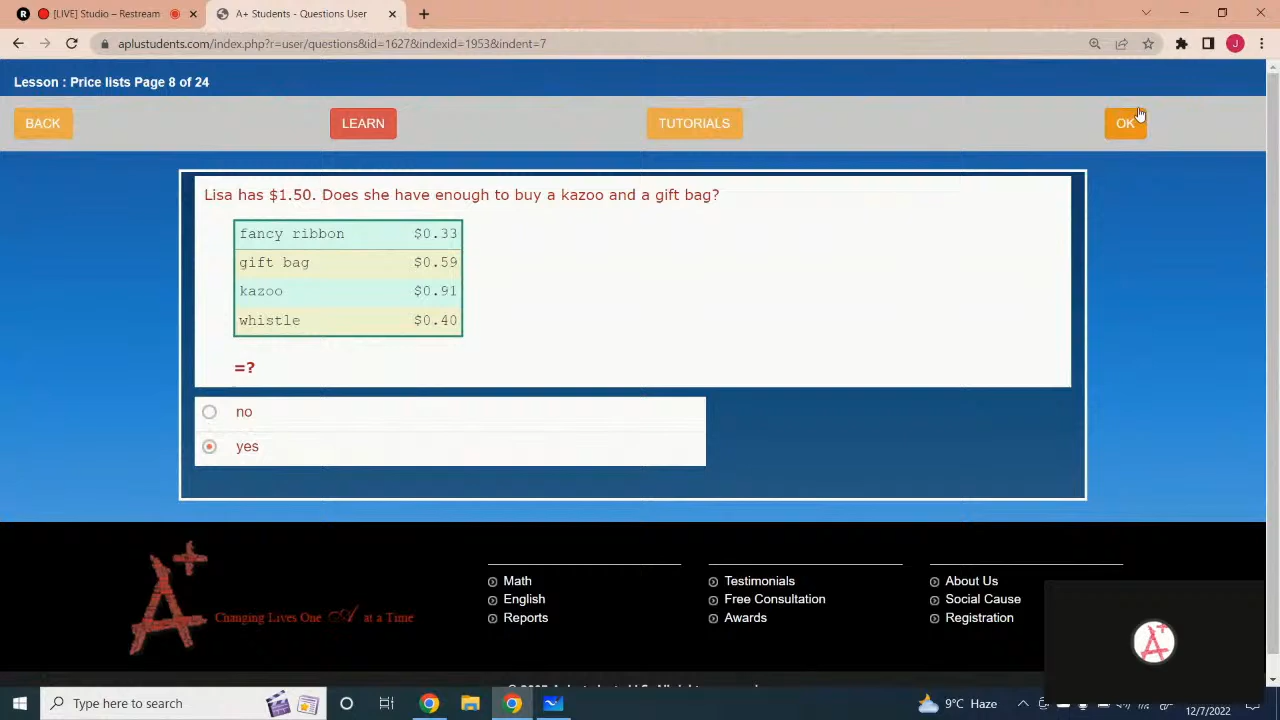 [LIVE] Studio – Restream
A+ Students - Questions User
aplustudents.com/index.php?r=user/questions&id=1627&indexid=1953&indent=7
J
Lesson : Price lists Page 8 of 24
BACK
LEARN
TUTORIALS
OK
Lisa has $1.50. Does she have enough to buy a kazoo and a gift bag?
fancy ribbon $0.33
gift bag $0.59
kazoo $0.91
whistle $0.40
=?
no
yes
A+
Changing Lives One A at a Time
Math
English
Reports
Testimonials
Free Consultation
Awards
About Us
Social Cause
Registration
A+
Type here to search
9°C Haze
12/7/2022